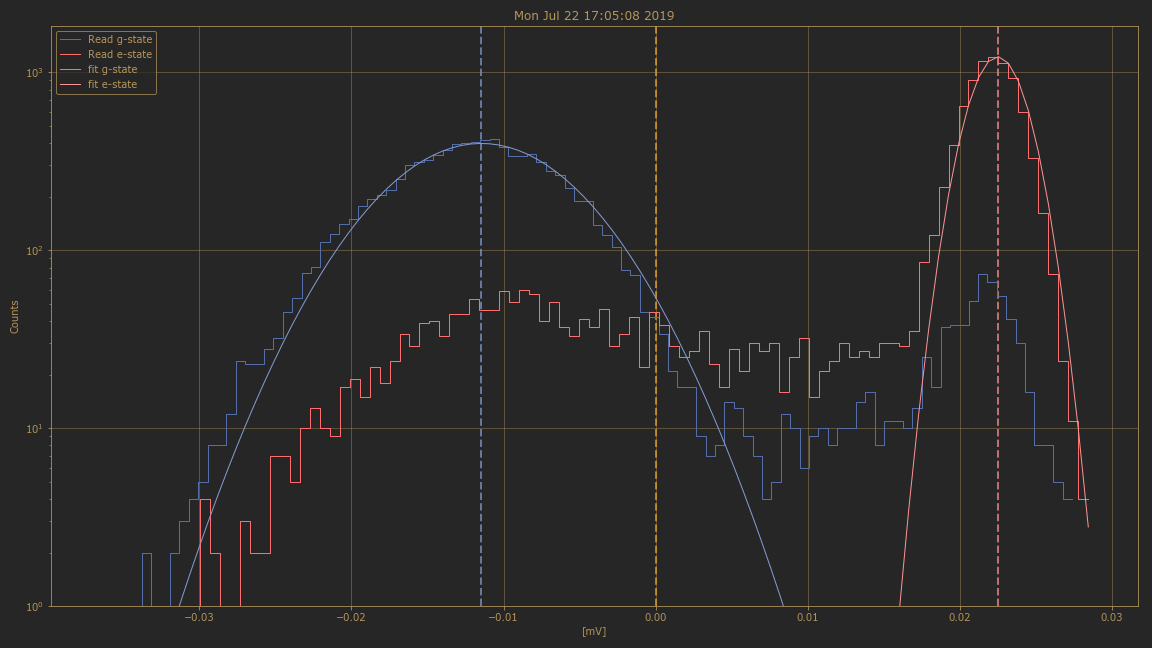 Mon Jul 22 17:05:08 2019
Read g-state
Read e-state
fit g-state
fit e-state
10³
10²
10¹
10⁰
Counts
−0.03 −0.02 −0.01 0.00 0.01 0.02 0.03
[mV]